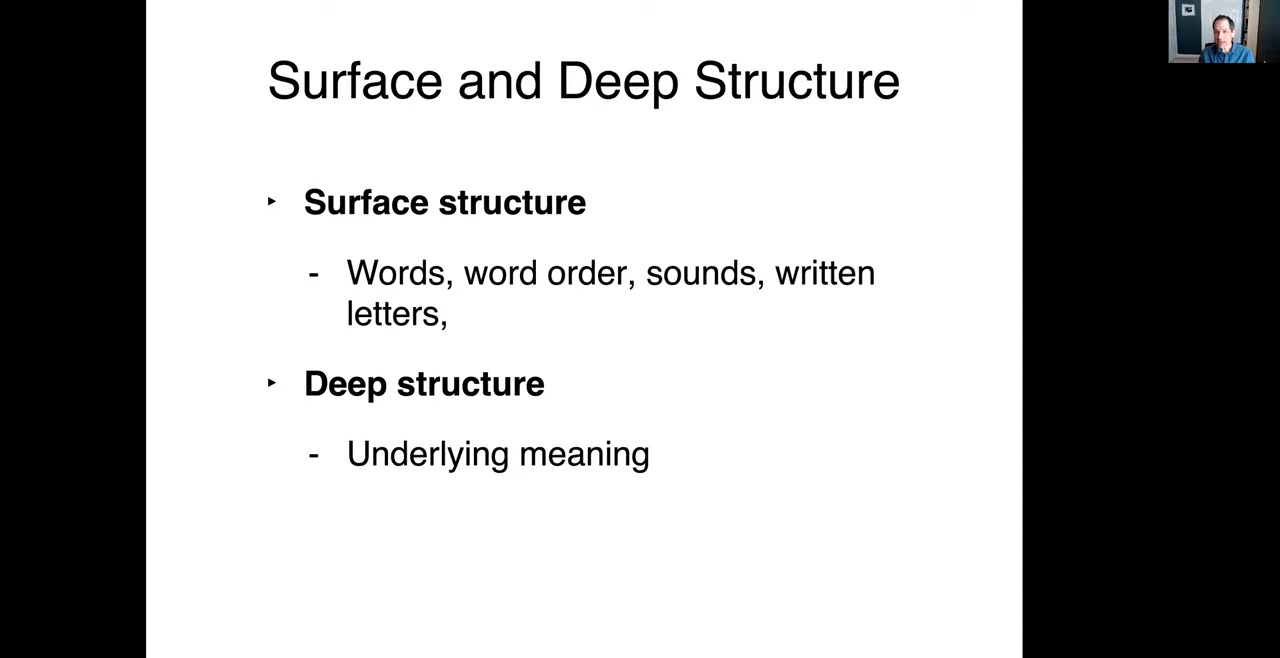 Surface and Deep Structure
‣ Surface structure
- Words, word order, sounds, written
letters,
‣ Deep structure
- Underlying meaning